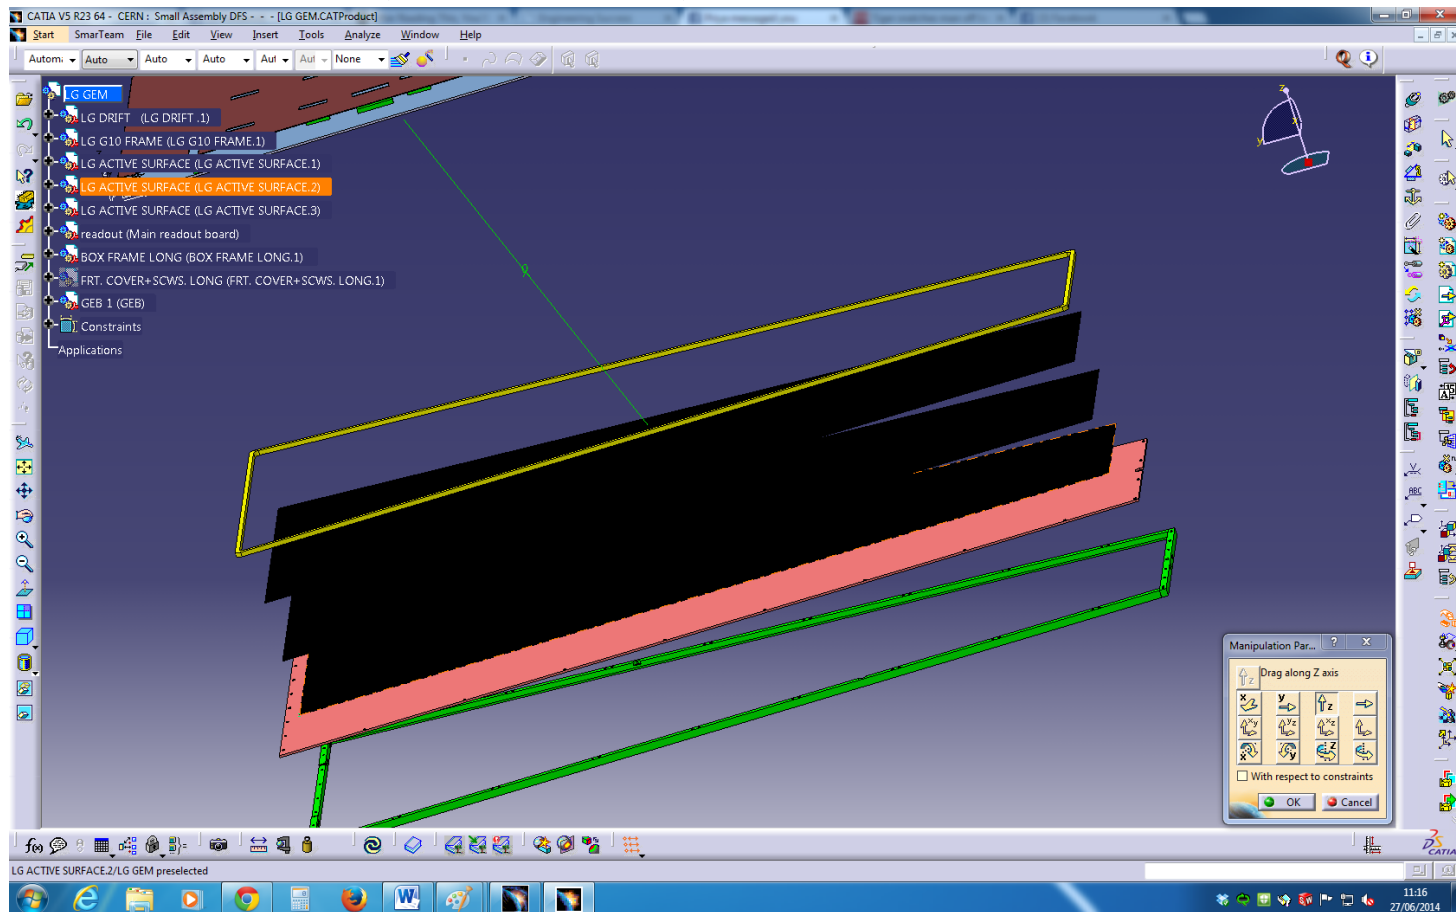 CATIA V5 R23 64 - CERN : Small Assembly DFS - - - [LG GEM.CATProduct]
Start SmarTeam File Edit View Insert Tools Analyze Window Help
Autom Auto Auto Auto Aut Aut None
LG GEM
LG DRIFT (LG DRIFT .1)
LG G10 FRAME (LG G10 FRAME.1)
LG ACTIVE SURFACE (LG ACTIVE SURFACE.1)
LG ACTIVE SURFACE (LG ACTIVE SURFACE.2)
LG ACTIVE SURFACE (LG ACTIVE SURFACE.3)
readout (Main readout board)
BOX FRAME LONG (BOX FRAME LONG.1)
FRT. COVER+SCWS. LONG (FRT. COVER+SCWS. LONG.1)
GEB 1 (GEB)
Constraints
Applications
z
x
y
ABC
Manipulation Par...
Drag along Z axis
With respect to constraints
OK Cancel
CATIA
LG ACTIVE SURFACE.2/LG GEM preselected
11:16
27/06/2014